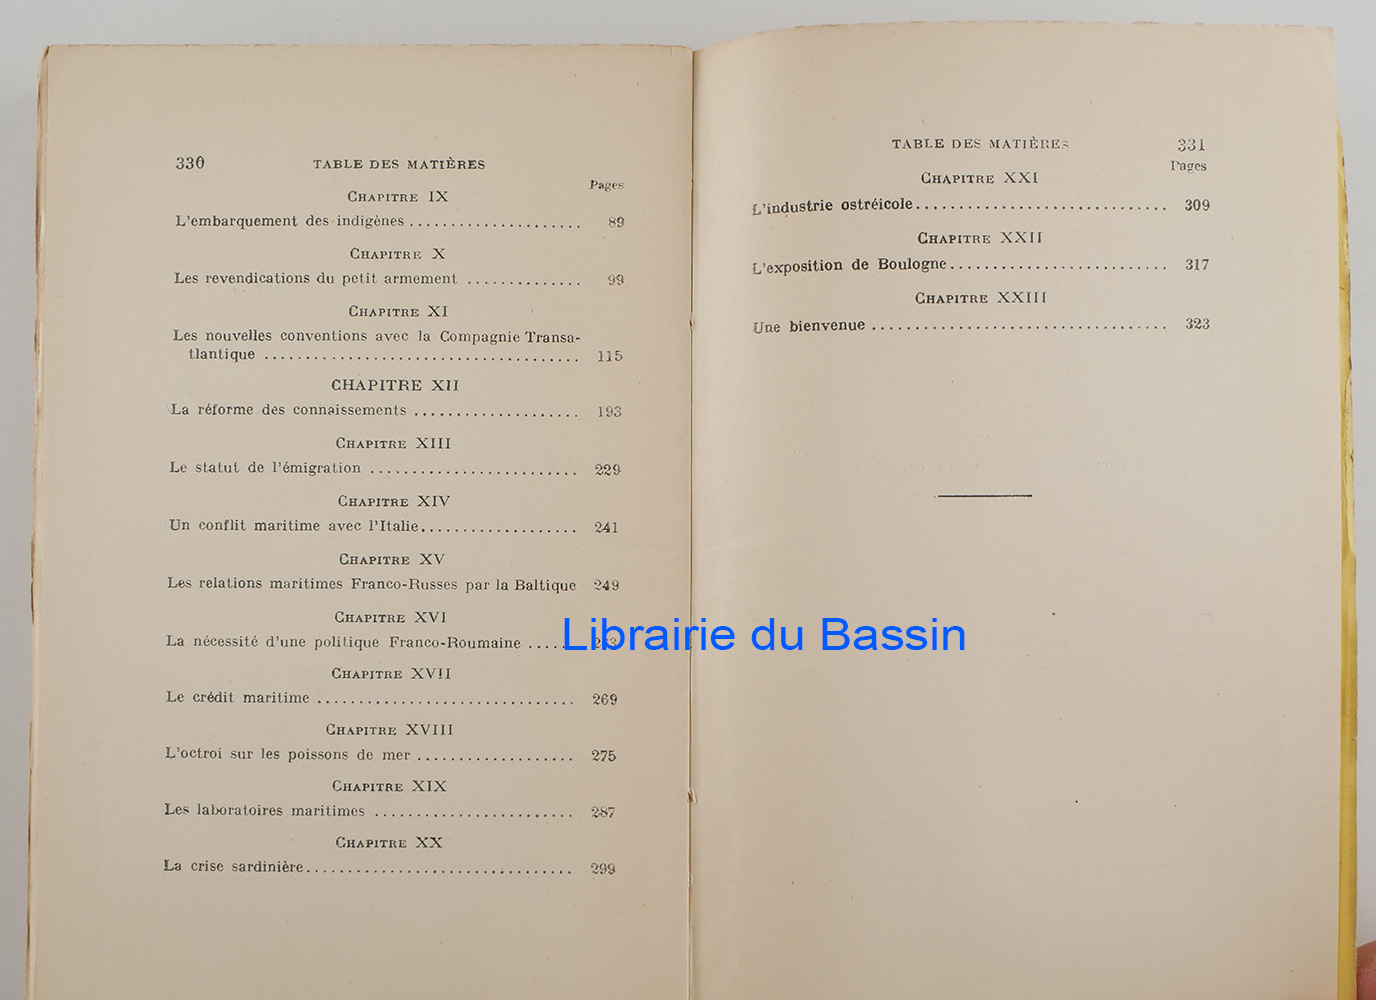 330 TABLE DES MATIÈRES
Pages
CHAPITRE IX
L'embarquement des indigènes ..................... 89
CHAPITRE X
Les revendications du petit armement .............. 99
CHAPITRE XI
Les nouvelles conventions avec la Compagnie Transa-
tlantique ...................................... 115
CHAPITRE XII
La réforme des connaissements .................... 193
CHAPITRE XIII
Le statut de l'émigration ......................... 229
CHAPITRE XIV
Un conflit maritime avec l'Italie................... 241
CHAPITRE XV
Les relations maritimes Franco-Russes par la Baltique 249
CHAPITRE XVI
La nécessité d'une politique Franco-Roumaine ......
CHAPITRE XVII
Le crédit maritime ............................... 269
CHAPITRE XVIII
L'octroi sur les poissons de mer ................... 275
CHAPITRE XIX
Les laboratoires maritimes ........................ 287
CHAPITRE XX
La crise sardinière................................ 299
TABLE DES MATIÈRES 331
Pages
CHAPITRE XXI
L'industrie ostréicole............................. 309
CHAPITRE XXII
L'exposition de Boulogne......................... 317
CHAPITRE XXIII
Une bienvenue .................................. 323
Librairie du Bassin